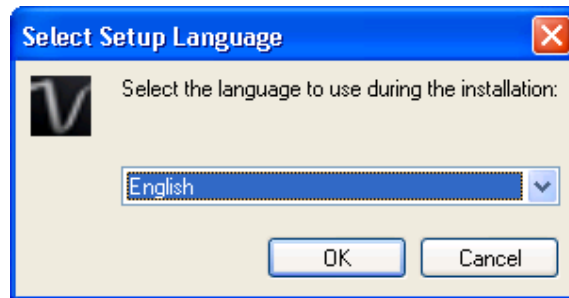 Select Setup Language
Select the language to use during the installation:
English
OK
Cancel